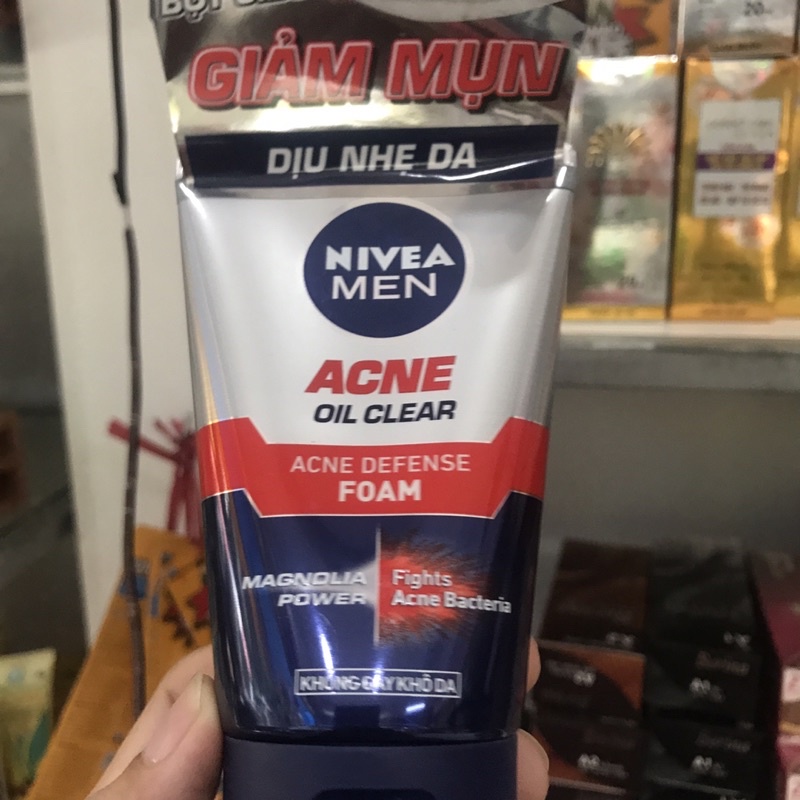 GIẢM MỤN
DỊU NHẸ DA
NIVEA
MEN
ACNE
OIL CLEAR
ACNE DEFENSE
FOAM
MAGNOLIA
POWER
Fights
Acne Bacteria
KHÔNG GÂY KHÔ DA